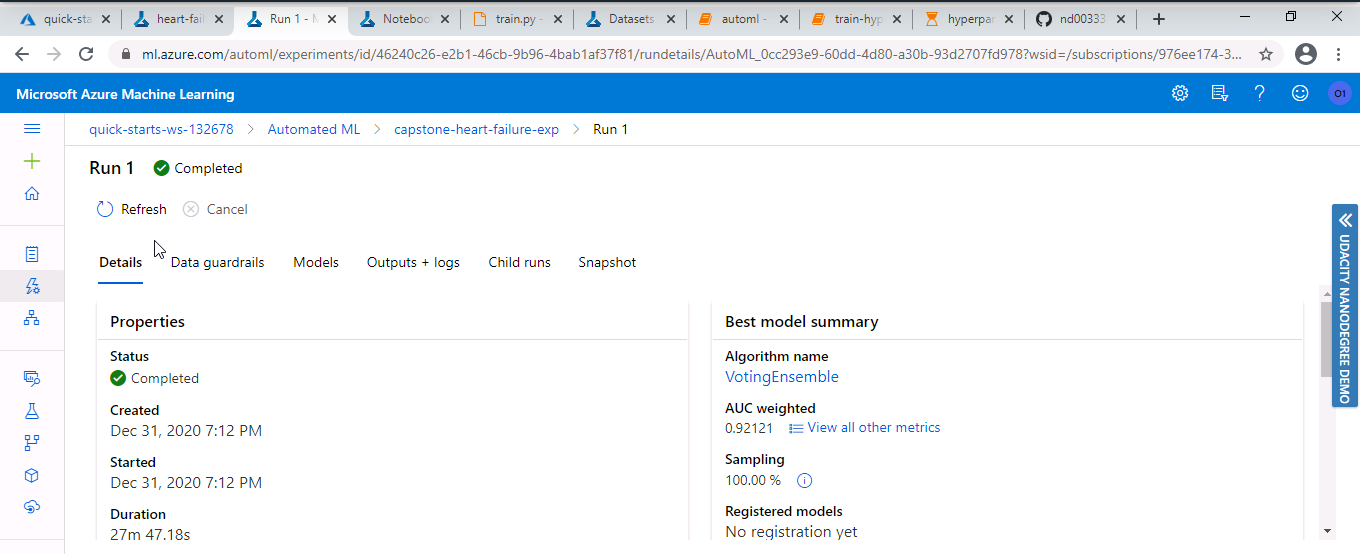 quick-sta
heart-fail
Run 1 - M
Noteboo
train.py -
Datasets
automl -
train-hyp
hyperpar
nd00333
ml.azure.com/automl/experiments/id/46240c26-e2b1-46cb-9b96-4bab1af37f81/rundetails/AutoML_0cc293e9-60dd-4d80-a30b-93d2707fd978?wsid=/subscriptions/976ee174-3...
Microsoft Azure Machine Learning
O1
quick-starts-ws-132678 > Automated ML > capstone-heart-failure-exp > Run 1
Run 1 Completed
Refresh Cancel
Details Data guardrails Models Outputs + logs Child runs Snapshot
Properties
Status
Completed
Created
Dec 31, 2020 7:12 PM
Started
Dec 31, 2020 7:12 PM
Duration
27m 47.18s
Best model summary
Algorithm name
VotingEnsemble
AUC weighted
0.92121 View all other metrics
Sampling
100.00 %
Registered models
No registration yet
UDACITY NANODEGREE DEMO